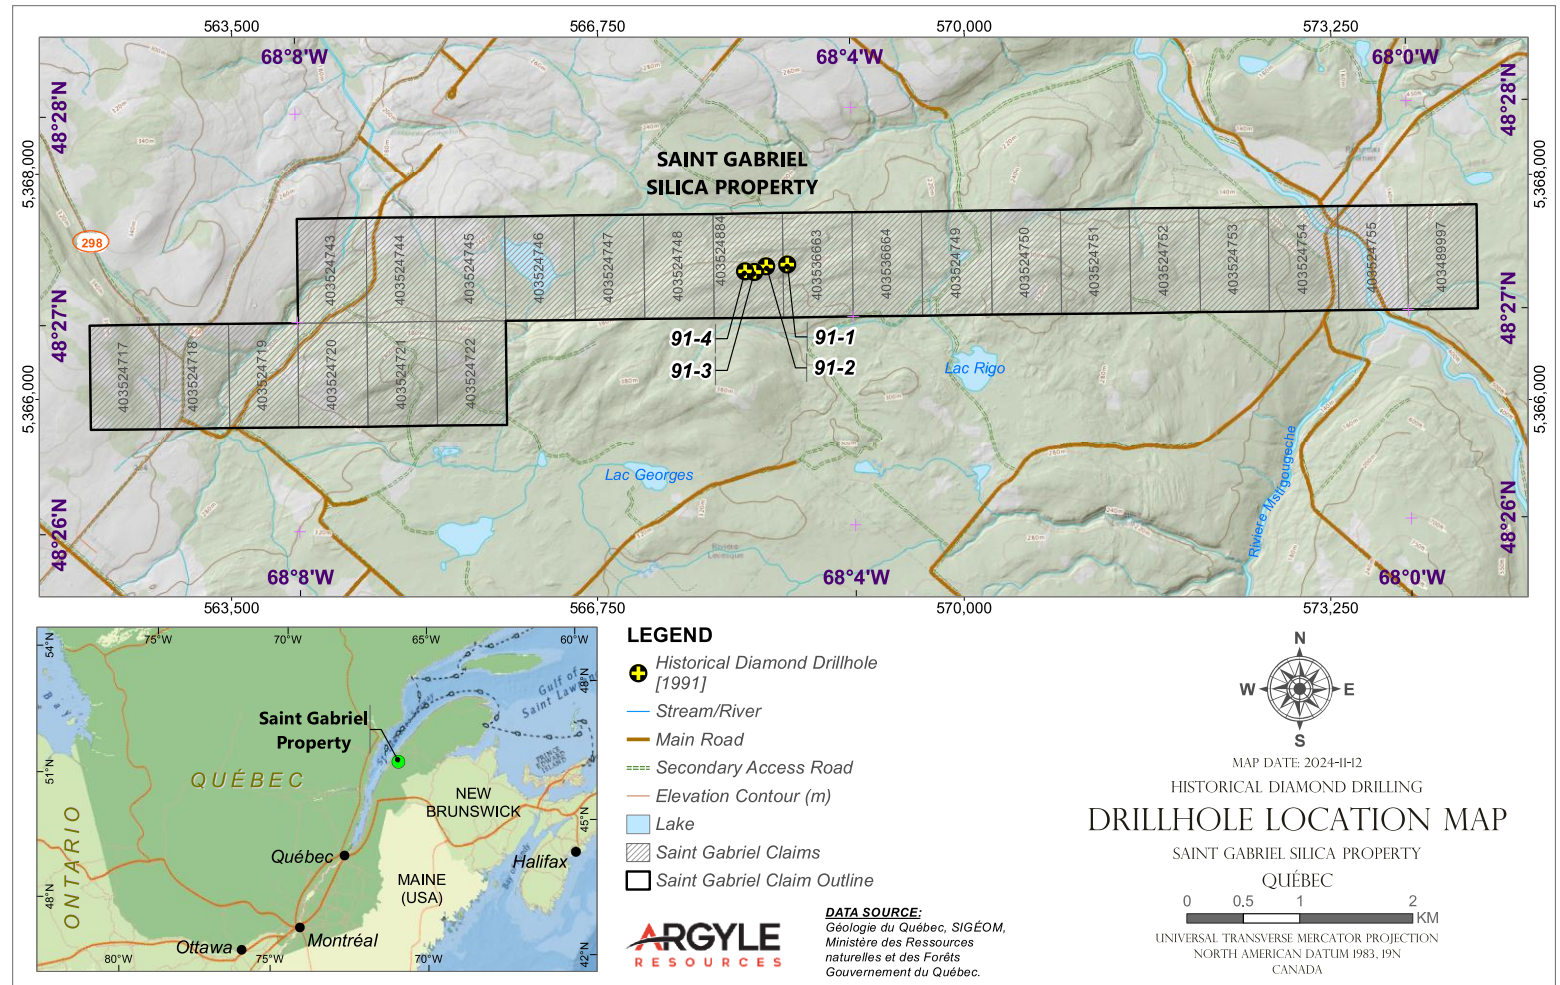 563,500
566,750
570,000
573,250
68°8'W
68°4'W
68°0'W
48°28'N
48°28'N
5,368,000
5,368,000
SAINT GABRIEL
SILICA PROPERTY
298
403524743
403524744
403524745
403524746
403524747
403524748
403524884
403536663
403536664
403524749
403524750
403524751
403524752
403524753
403524754
403524755
403489997
48°27'N
48°27'N
403524717
403524718
403524719
403524720
403524721
403524722
91-4
91-1
91-3
91-2
Lac Rigo
5,366,000
5,366,000
Lac Georges
Riviere Mstrgougeche
48°26'N
48°26'N
68°8'W
68°4'W
68°0'W
563,500
566,750
570,000
573,250
75°W
70°W
65°W
60°W
54°N
48°N
Bay
Gulf of
Saint Law
Saint Gabriel
Property
PRINCE
EDWARD
ISLAND
51°N
QUÉBEC
NEW
BRUNSWICK
45°N
ONTARIO
Québec
Halifax
MAINE
(USA)
48°N
Montréal
Ottawa
42°N
80°W
75°W
70°W
LEGEND
Historical Diamond Drillhole
[1991]
Stream/River
Main Road
Secondary Access Road
Elevation Contour (m)
Lake
Saint Gabriel Claims
Saint Gabriel Claim Outline
ARGYLE
RESOURCES
DATA SOURCE:
Géologie du Québec, SIGÉOM,
Ministère des Ressources
naturelles et des Forêts
Gouvernement du Québec.
N
W
E
S
MAP DATE: 2024-11-12
HISTORICAL DIAMOND DRILLING
DRILLHOLE LOCATION MAP
SAINT GABRIEL SILICA PROPERTY
QUÉBEC
0 0.5 1 2
KM
UNIVERSAL TRANSVERSE MERCATOR PROJECTION
NORTH AMERICAN DATUM 1983, 19N
CANADA